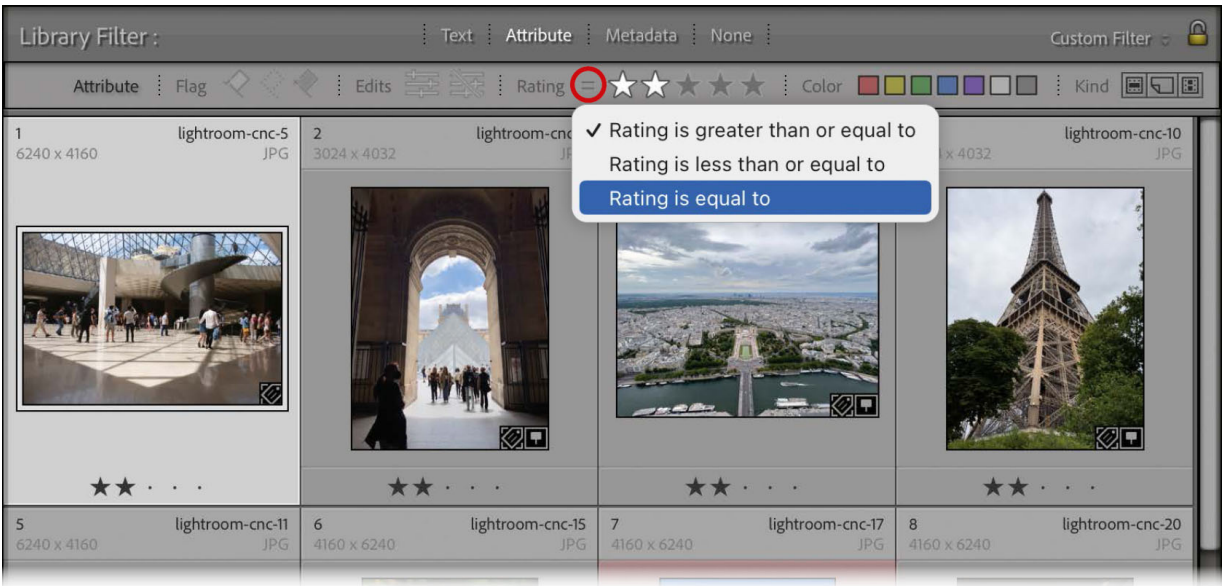 Library Filter :
Text Attribute Metadata None
Custom Filter
Attribute Flag Edits Rating = Color Kind
✓ Rating is greater than or equal to
Rating is less than or equal to
Rating is equal to
1 lightroom-cnc-5
6240 x 4160 JPG
2 lightroom-cnc
3024 x 4032
lightroom-cnc-10
x 4032 JPG
5 lightroom-cnc-11
6240 x 4160 JPG
6 lightroom-cnc-15
4160 x 6240 JPG
7 lightroom-cnc-17
4160 x 6240 JPG
8 lightroom-cnc-20
4160 x 6240 JPG